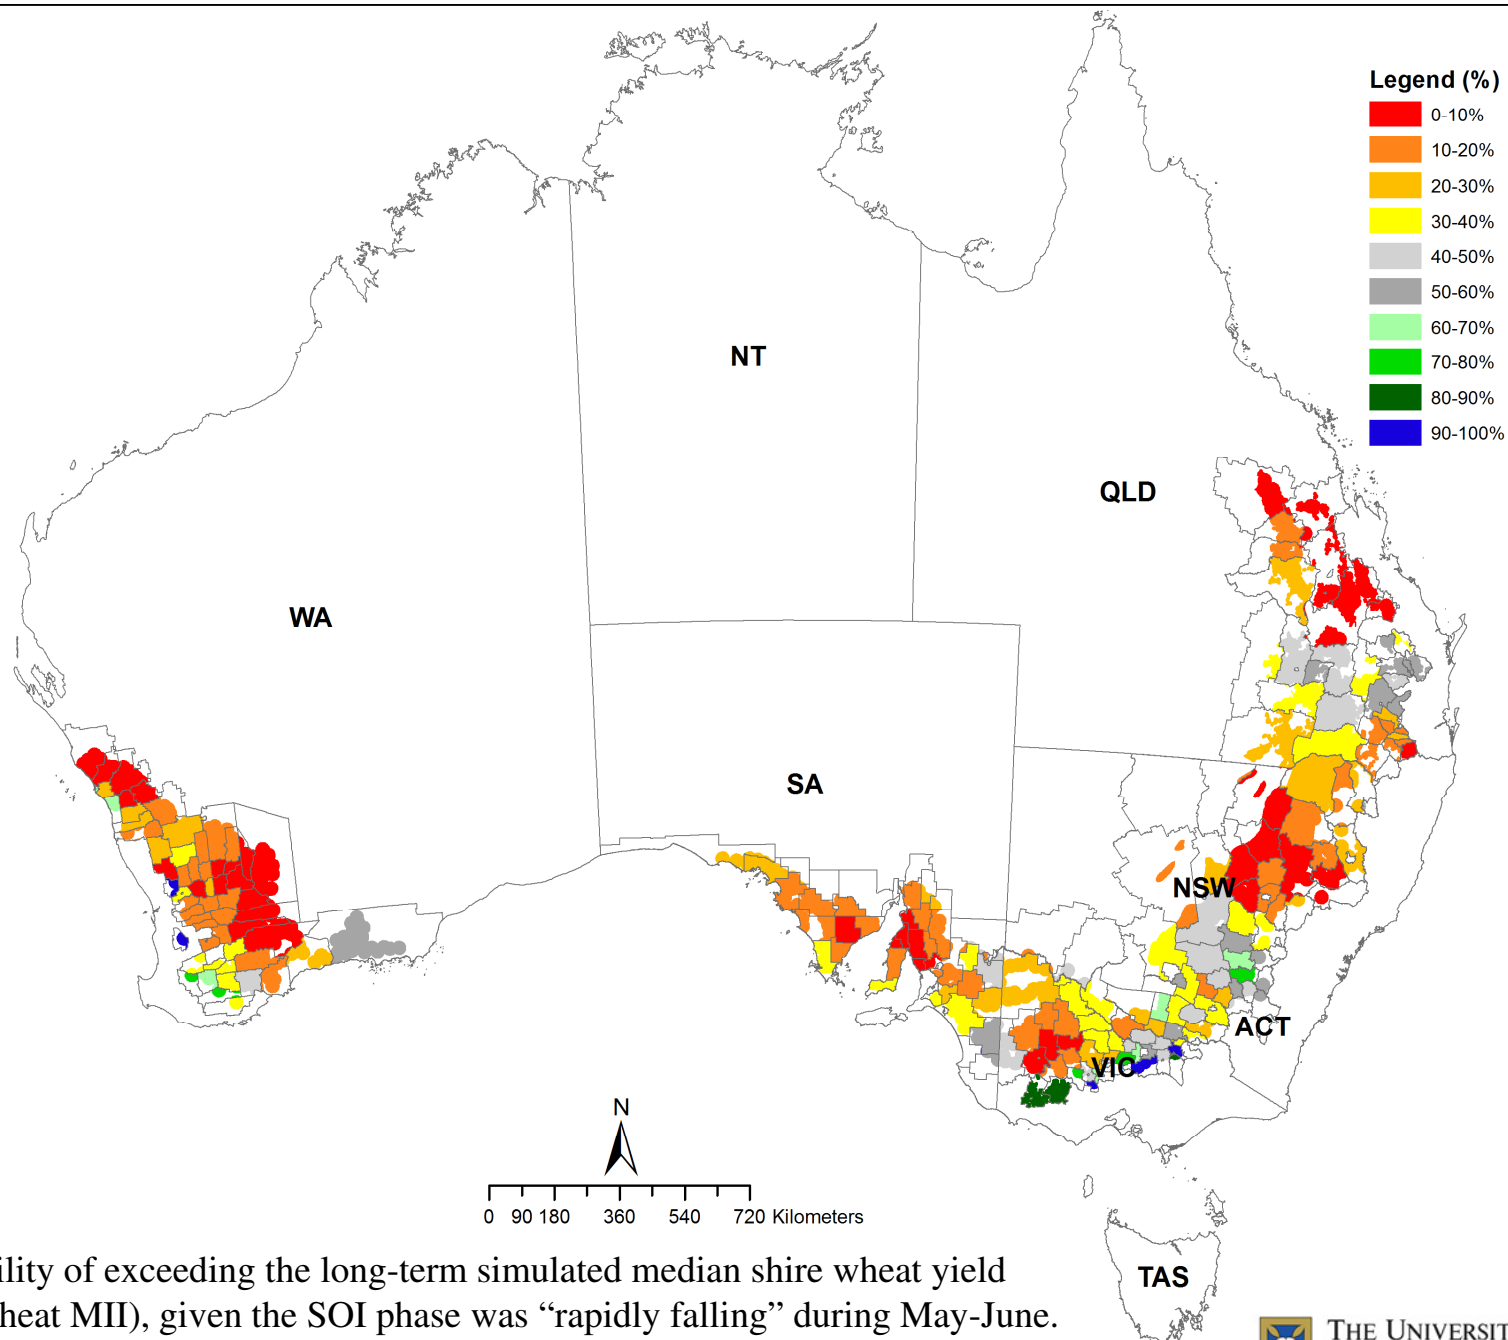 Legend (%)
0-10%
10-20%
20-30%
30-40%
40-50%
50-60%
60-70%
70-80%
80-90%
90-100%
NT
QLD
WA
SA
NSW
ACT
VIC
N
0 90 180 360 540 720 Kilometers
TAS
ility of exceeding the long-term simulated median shire wheat yield
heat MII), given the SOI phase was “rapidly falling” during May-June.
THE UNIVERSIT